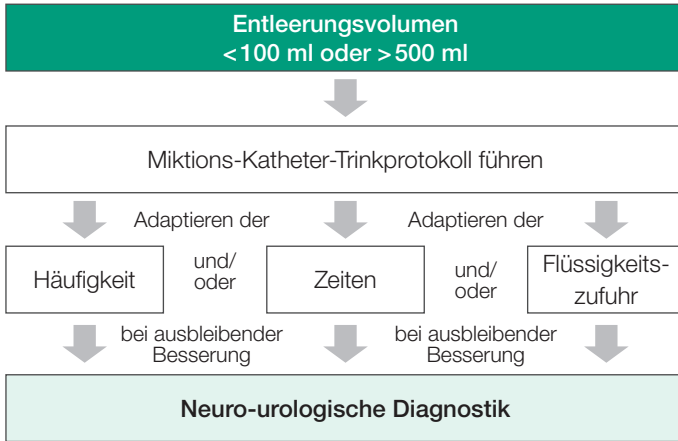 Entleerungsvolumen
<100 ml oder >500 ml
Miktions-Katheter-Trinkprotokoll führen
Adaptieren der
Adaptieren der
Häufigkeit
und/
oder
Zeiten
und/
oder
Flüssigkeits-
zufuhr
bei ausbleibender
Besserung
bei ausbleibender
Besserung
Neuro-urologische Diagnostik